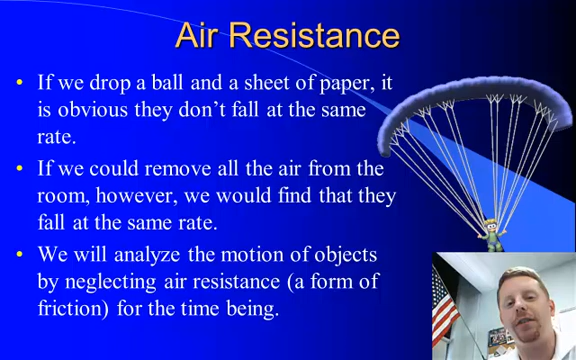 Air Resistance
• If we drop a ball and a sheet of paper, it
is obvious they don't fall at the same
rate.
• If we could remove all the air from the
room, however, we would find that they
fall at the same rate.
• We will analyze the motion of objects
by neglecting air resistance (a form of
friction) for the time being.